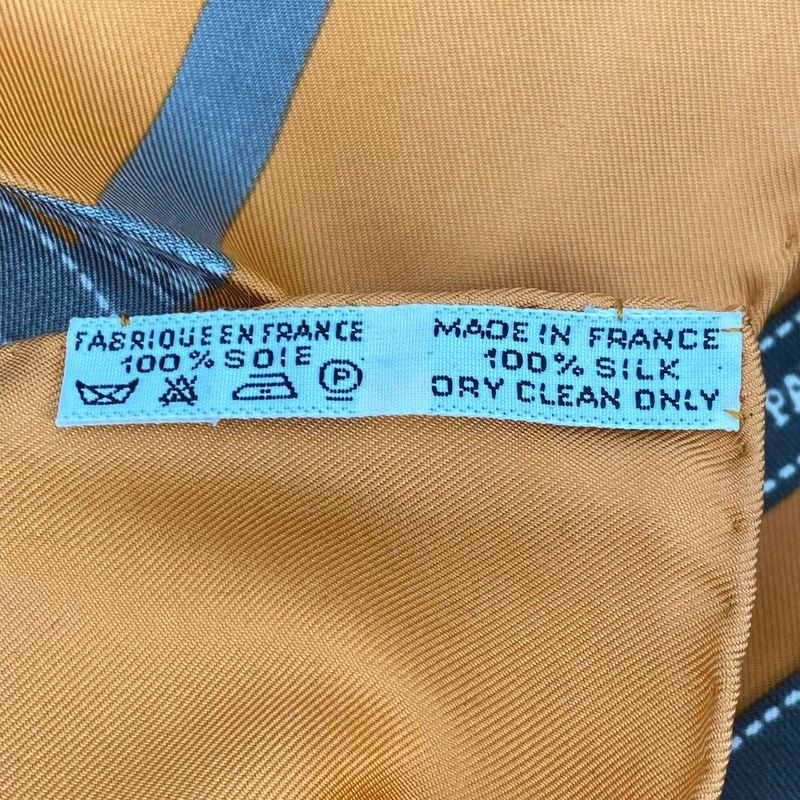 FABRIQUE EN FRANCE
100% SOIE
P
MADE IN FRANCE
100% SILK
DRY CLEAN ONLY